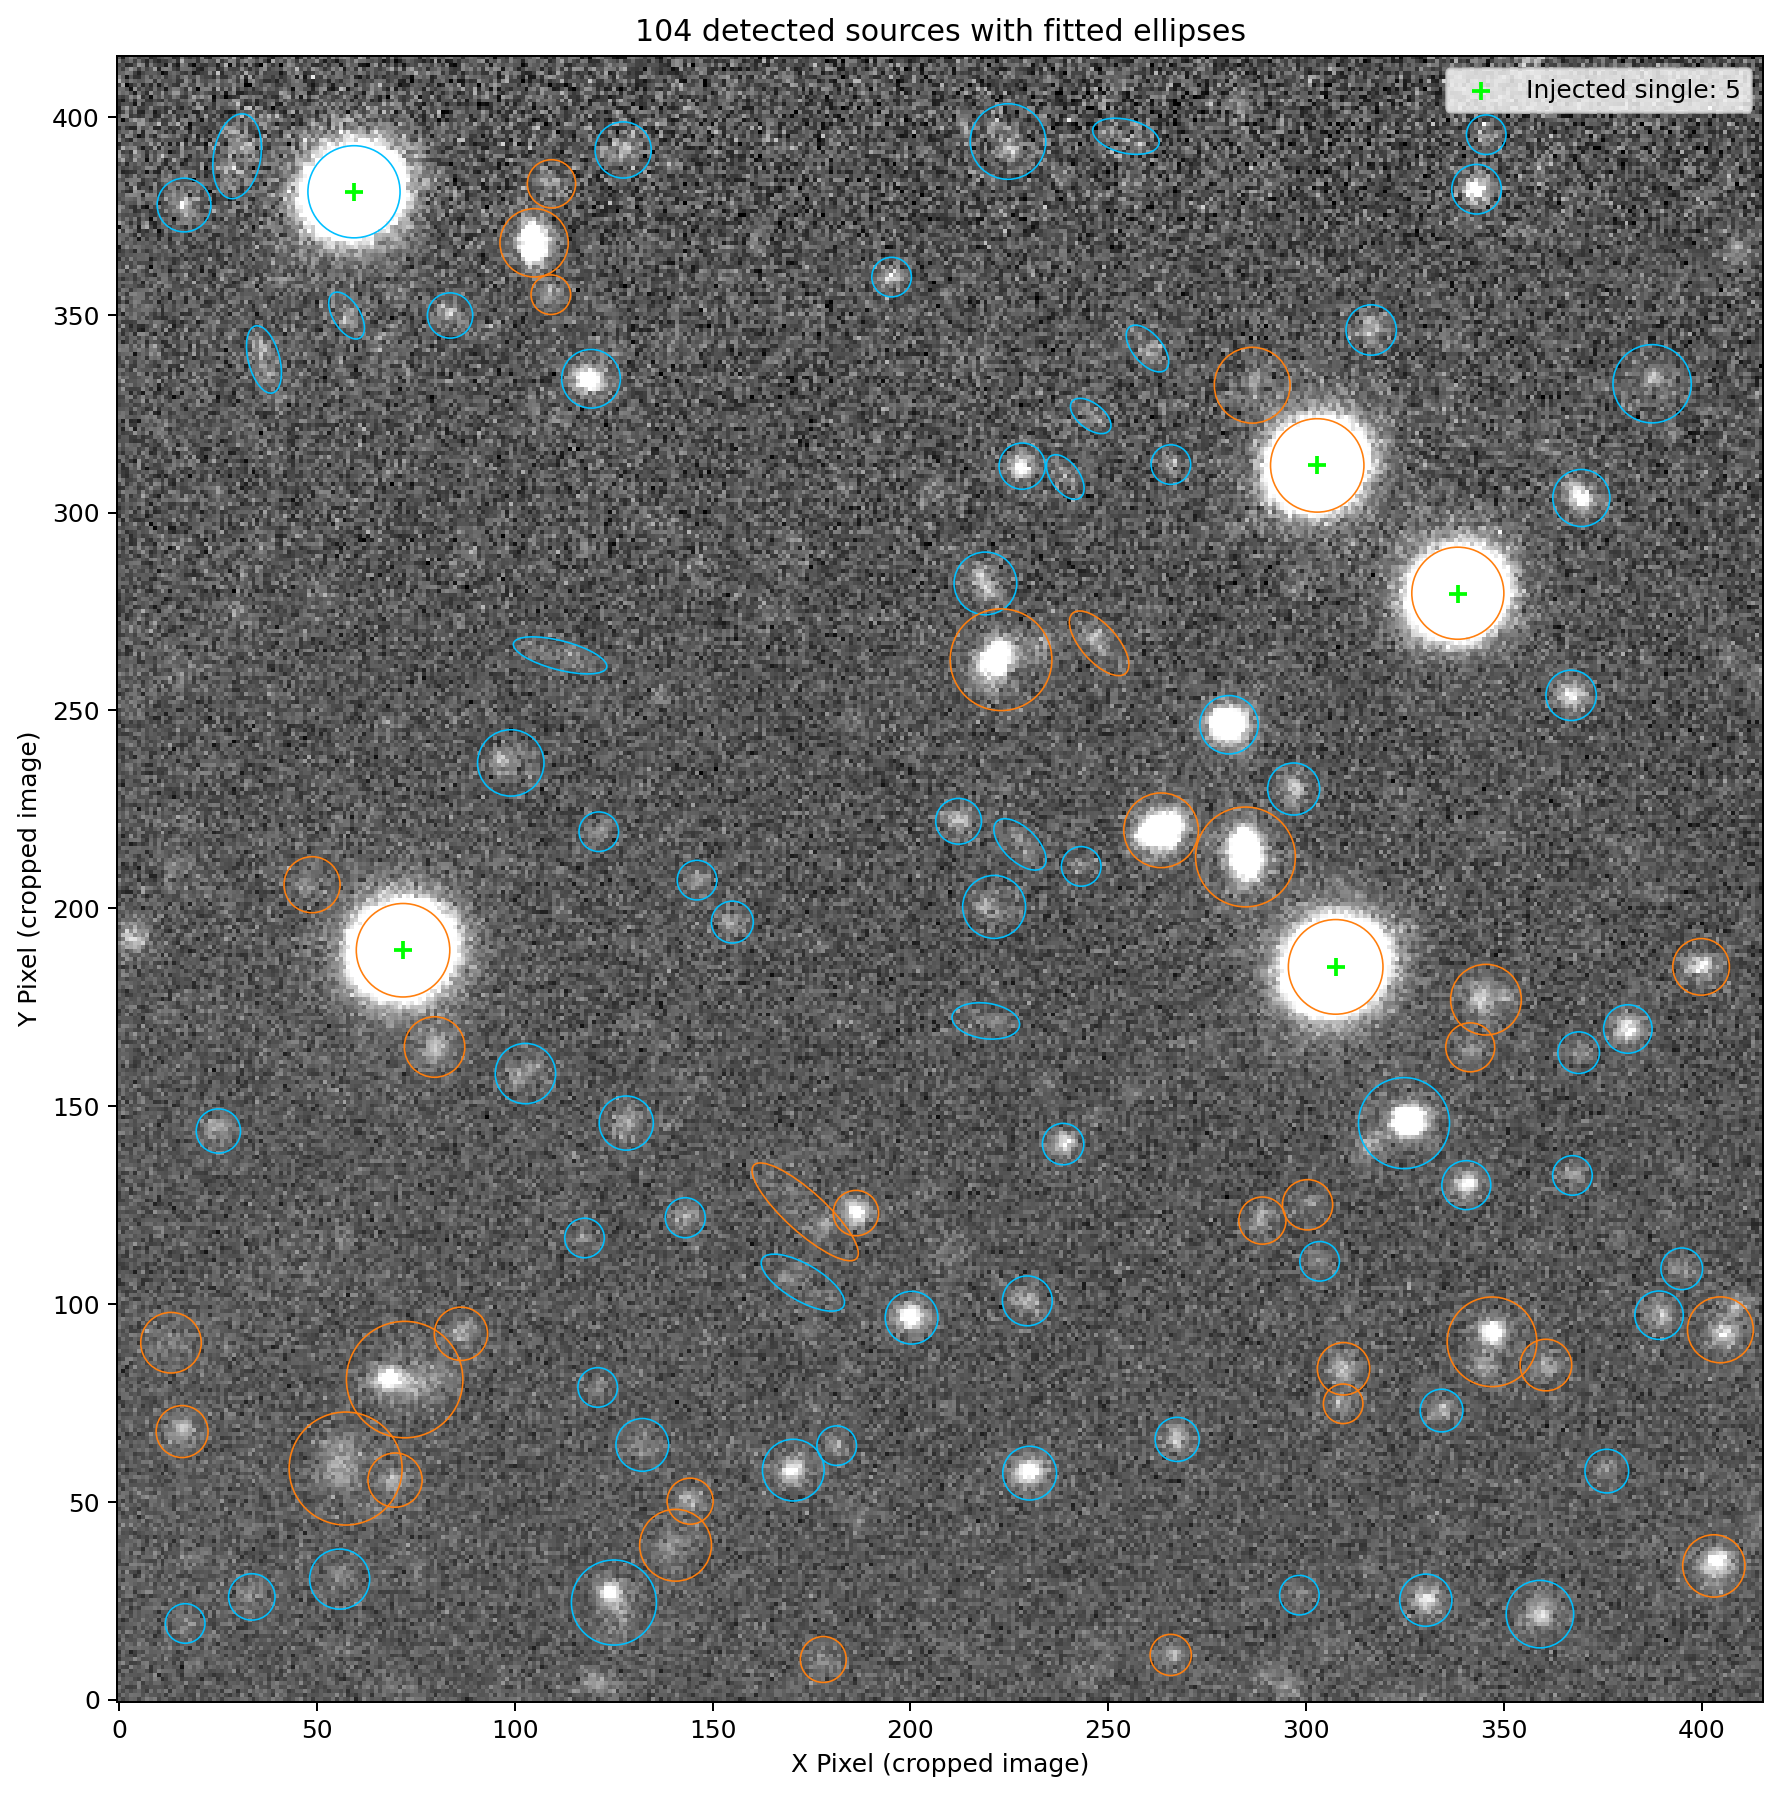 104 detected sources with fitted ellipses
Injected single: 5
400
350
300
250
200
150
100
50
0
Y Pixel (cropped image)
0 50 100 150 200 250 300 350 400
X Pixel (cropped image)